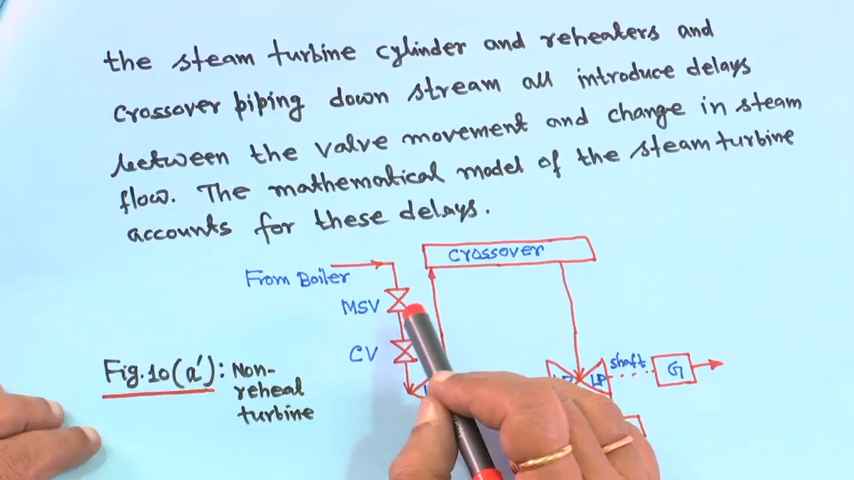 the steam turbine cylinder and reheaters and
crossover piping down stream all introduce delays
between the valve movement and change in steam
flow. The mathematical model of the steam turbine
accounts for these delays.
crossover
From Boiler
MSV
CV
shaft
LP
G
Fig.10(a'): Non-
reheat
turbine